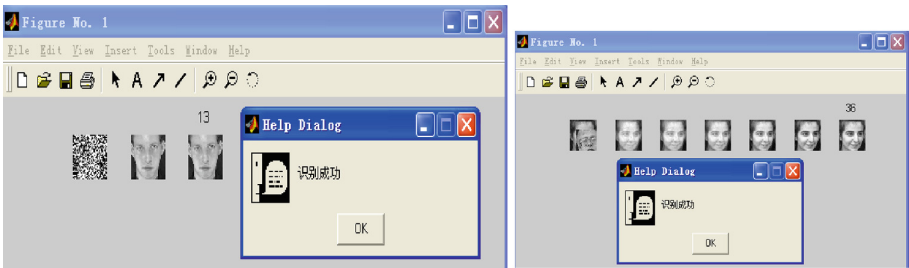 Figure No. 1
File Edit View Insert Tools Window Help
13
Help Dialog
识别成功
OK
Figure No. 1
File Edit View Insert Tools Window Help
36
Help Dialog
识别成功
OK